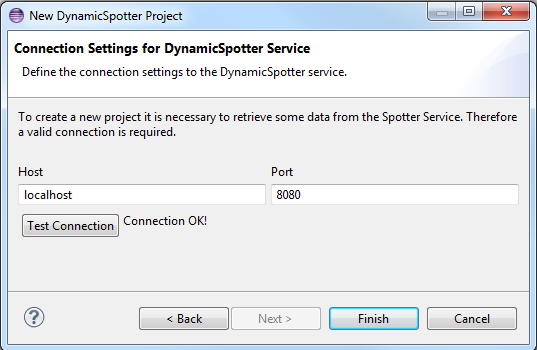 New DynamicSpotter Project
Connection Settings for DynamicSpotter Service
Define the connection settings to the DynamicSpotter service.
To create a new project it is necessary to retrieve some data from the Spotter Service. Therefore
a valid connection is required.
Host Port
localhost 8080
Test Connection Connection OK!
? < Back Next > Finish Cancel